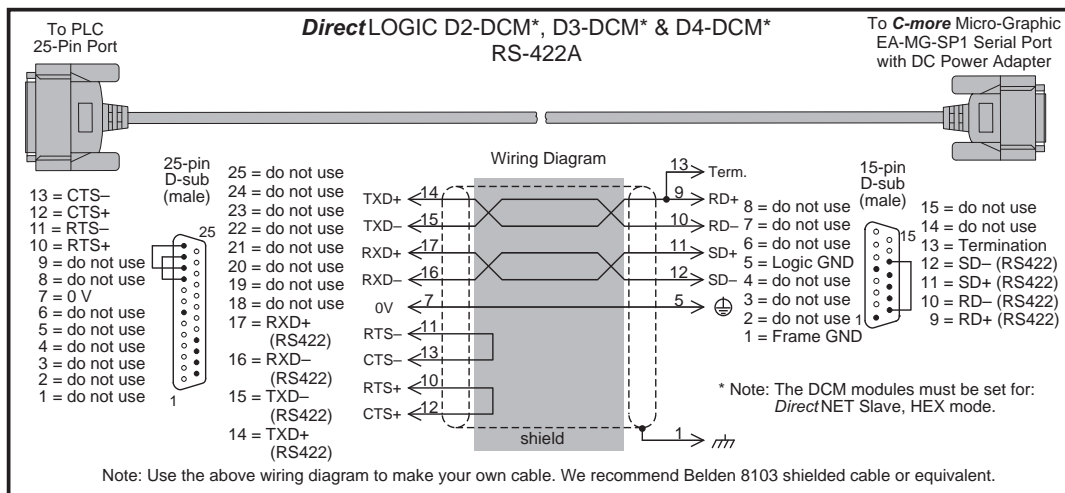 To PLC
25-Pin Port
DirectLOGIC D2-DCM*, D3-DCM* & D4-DCM*
RS-422A
To C-more Micro-Graphic
EA-MG-SP1 Serial Port
with DC Power Adapter
25-pin
D-sub
(male)
13 = CTS–
12 = CTS+
11 = RTS–
10 = RTS+
9 = do not use
8 = do not use
7 = 0 V
6 = do not use
5 = do not use
4 = do not use
3 = do not use
2 = do not use
1 = do not use
25
1
25 = do not use
24 = do not use
23 = do not use
22 = do not use
21 = do not use
20 = do not use
19 = do not use
18 = do not use
17 = RXD+
(RS422)
16 = RXD–
(RS422)
15 = TXD–
(RS422)
14 = TXD+
(RS422)
Wiring Diagram
13 Term.
TXD+ 14 9 RD+
TXD– 15 10 RD–
RXD+ 17 11 SD+
RXD– 16 12 SD–
0V 7 5
RTS– 11
CTS– 13
RTS+ 10
CTS+ 12
shield
1
15-pin
D-sub
(male)
8 = do not use
7 = do not use
6 = do not use
5 = Logic GND
4 = do not use
3 = do not use
2 = do not use
1 = Frame GND
15
1
15 = do not use
14 = do not use
13 = Termination
12 = SD– (RS422)
11 = SD+ (RS422)
10 = RD– (RS422)
9 = RD+ (RS422)
* Note: The DCM modules must be set for:
DirectNET Slave, HEX mode.
Note: Use the above wiring diagram to make your own cable. We recommend Belden 8103 shielded cable or equivalent.